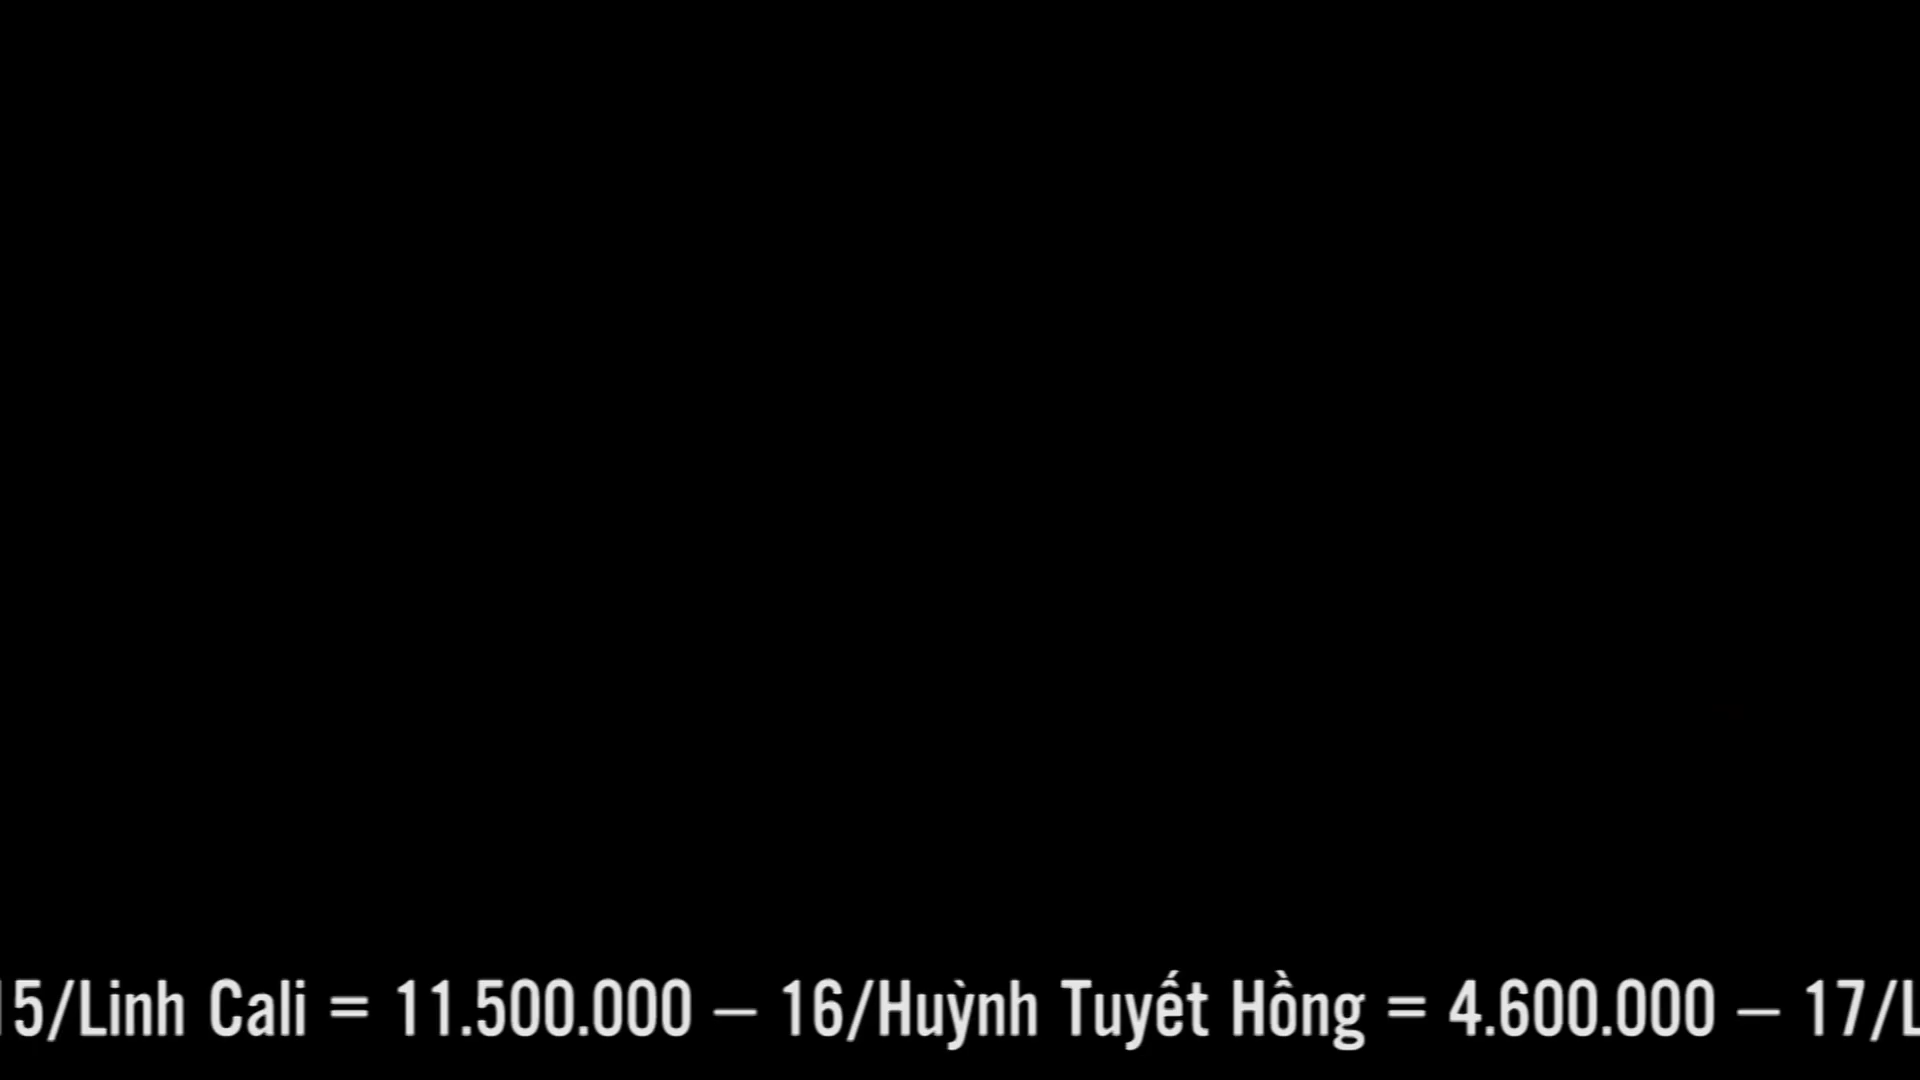 15/Linh Cali = 11.500.000 – 16/Huỳnh Tuyết Hồng = 4.600.000 – 17/L